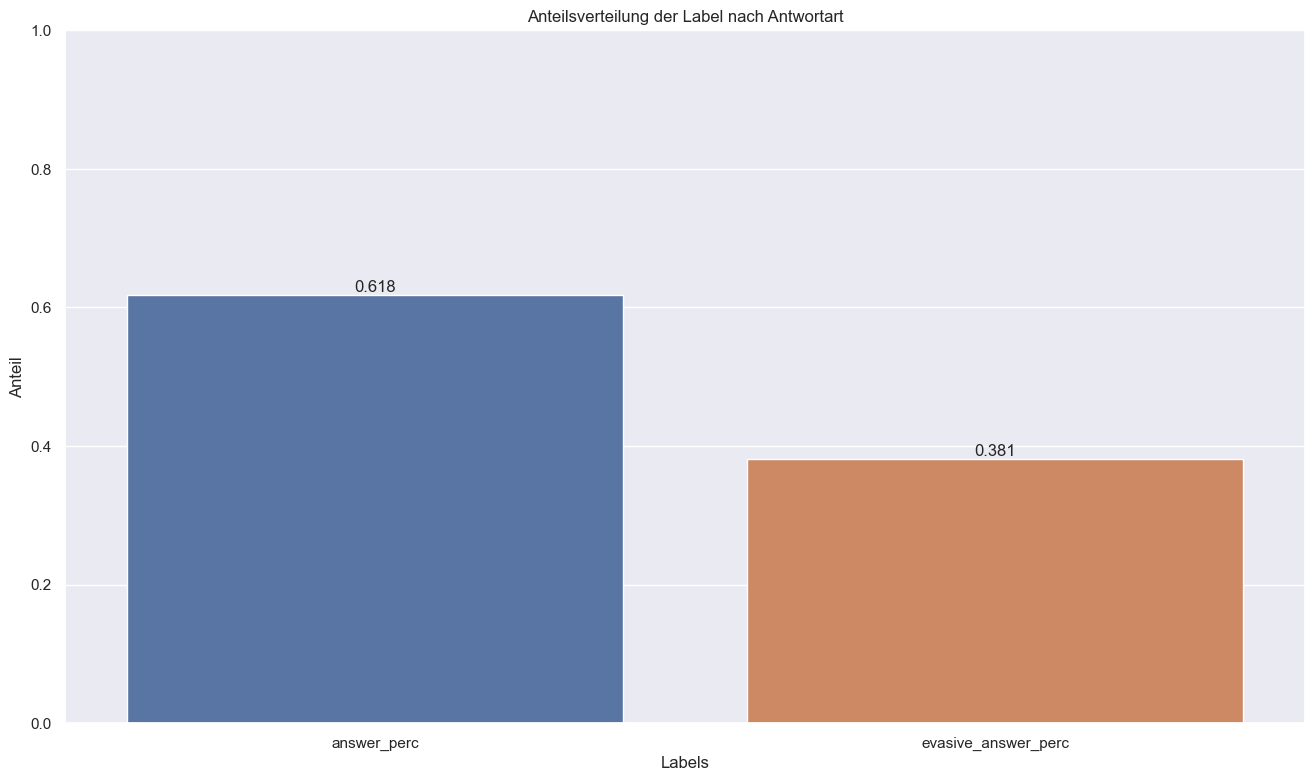 Anteilsverteilung der Label nach Antwortart
1.0
0.8
0.6
0.4
0.2
0.0
Anteil
0.618
0.381
answer_perc
evasive_answer_perc
Labels